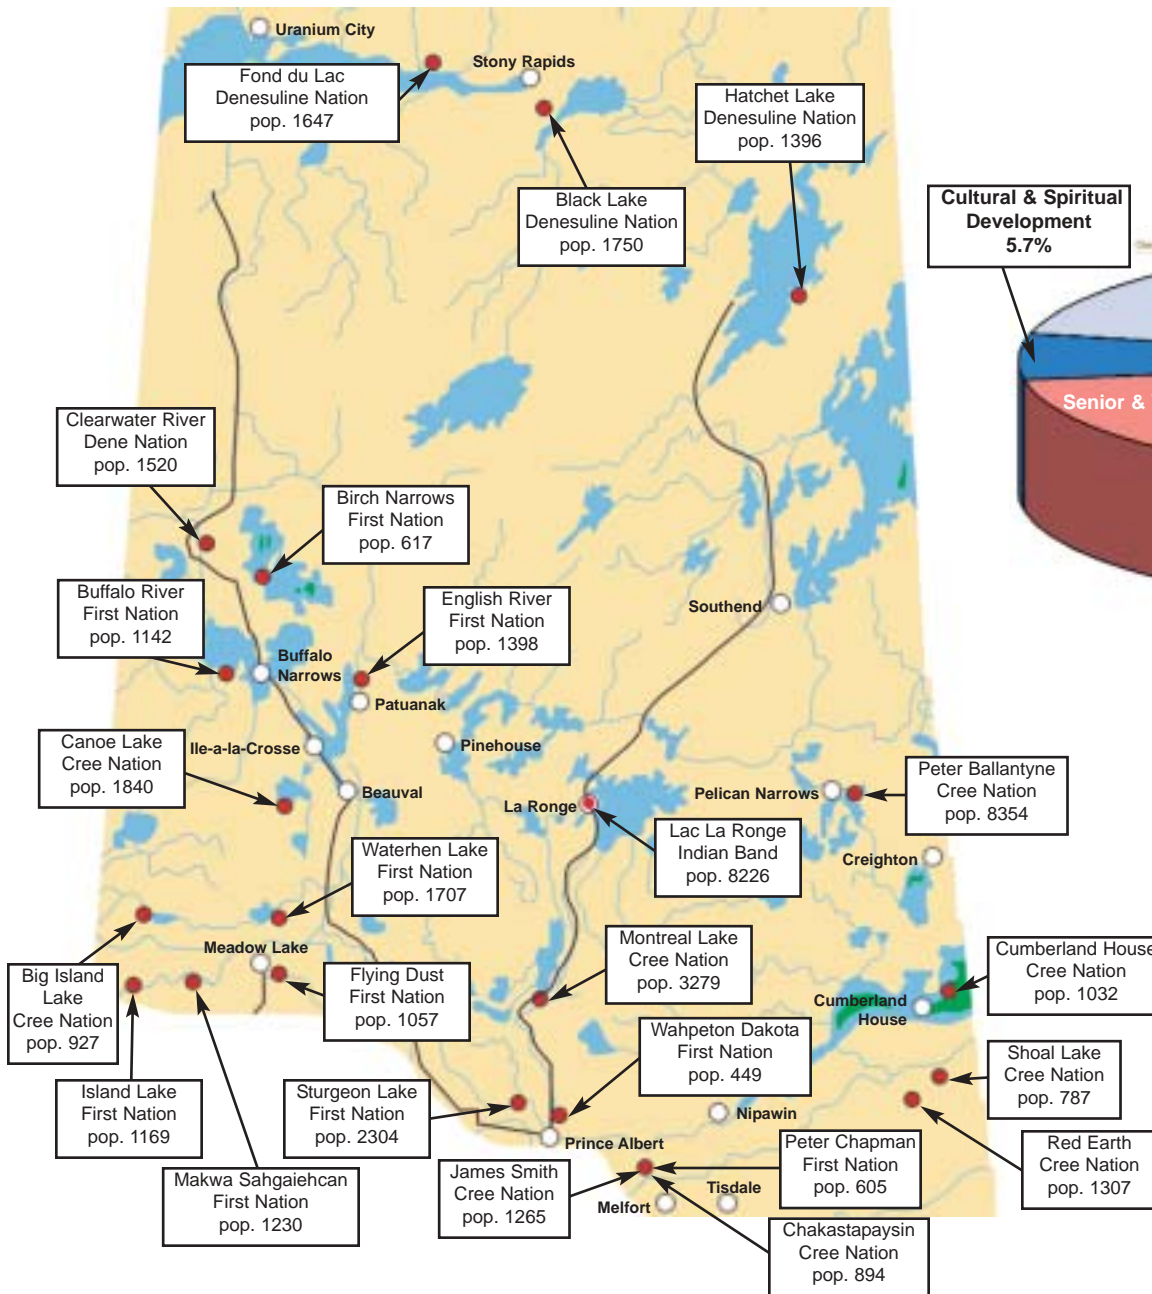 Uranium City
Fond du Lac
Denesuline Nation
pop. 1647
Stony Rapids
Hatchet Lake
Denesuline Nation
pop. 1396
Black Lake
Denesuline Nation
pop. 1750
Cultural & Spiritual
Development
5.7%
Senior &
Clearwater River
Dene Nation
pop. 1520
Birch Narrows
First Nation
pop. 617
Buffalo River
First Nation
pop. 1142
English River
First Nation
pop. 1398
Southend
Buffalo
Narrows
Patuanak
Canoe Lake
Cree Nation
pop. 1840
Ile-a-la-Crosse
Pinehouse
Beauval
La Ronge
Pelican Narrows
Peter Ballantyne
Cree Nation
pop. 8354
Lac La Ronge
Indian Band
pop. 8226
Creighton
Waterhen Lake
First Nation
pop. 1707
Meadow Lake
Big Island
Lake
Cree Nation
pop. 927
Flying Dust
First Nation
pop. 1057
Montreal Lake
Cree Nation
pop. 3279
Cumberland House
Cree Nation
pop. 1032
Cumberland
House
Wahpeton Dakota
First Nation
pop. 449
Shoal Lake
Cree Nation
pop. 787
Island Lake
First Nation
pop. 1169
Sturgeon Lake
First Nation
pop. 2304
Nipawin
Prince Albert
Makwa Sahgaiehcan
First Nation
pop. 1230
James Smith
Cree Nation
pop. 1265
Peter Chapman
First Nation
pop. 605
Red Earth
Cree Nation
pop. 1307
Melfort
Tisdale
Chakastapaysin
Cree Nation
pop. 894